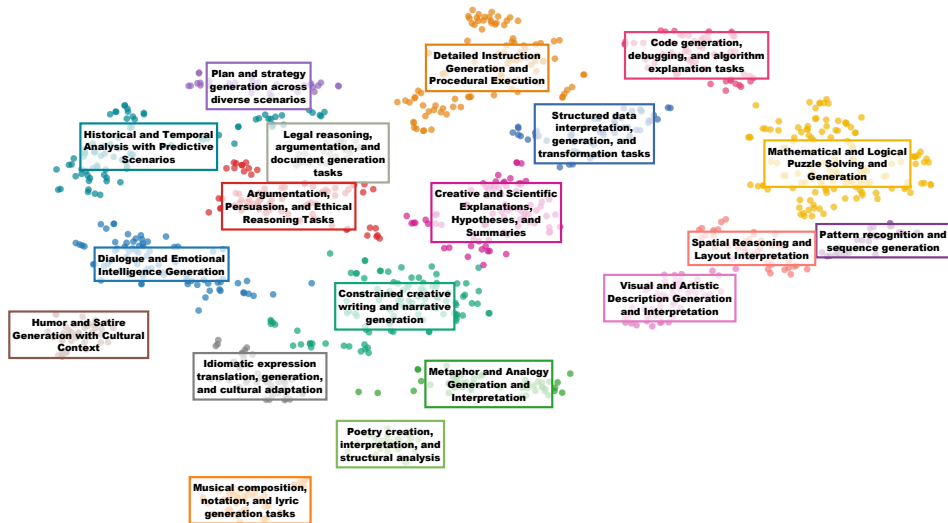 Detailed Instruction
Generation and
Procedural Execution
Code generation,
debugging, and algorithm
explanation tasks
Plan and strategy
generation across
diverse scenarios
Structured data
interpretation,
generation, and
transformation tasks
Historical and Temporal
Analysis with Predictive
Scenarios
Legal reasoning,
argumentation, and
document generation
tasks
Mathematical and Logical
Puzzle Solving and
Generation
Argumentation,
Persuasion, and Ethical
Reasoning Tasks
Creative and Scientific
Explanations,
Hypotheses, and
Summaries
Pattern recognition and
sequence generation
Spatial Reasoning and
Layout Interpretation
Dialogue and Emotional
Intelligence Generation
Visual and Artistic
Description Generation
and Interpretation
Constrained creative
writing and narrative
generation
Humor and Satire
Generation with Cultural
Context
Idiomatic expression
translation, generation,
and cultural adaptation
Metaphor and Analogy
Generation and
Interpretation
Poetry creation,
interpretation, and
structural analysis
Musical composition,
notation, and lyric
generation tasks